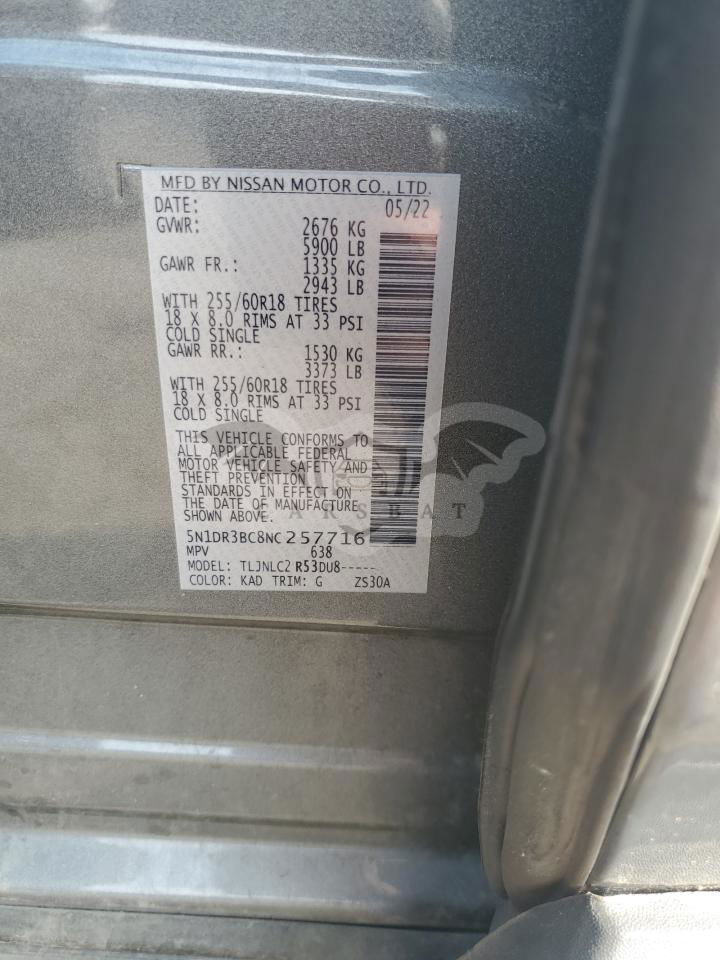 MFD BY NISSAN MOTOR CO., LTD.
DATE: 05/22
GVWR: 2676 KG
5900 LB
GAWR FR.: 1335 KG
2943 LB
WITH 255/60R18 TIRES
18 X 8.0 RIMS AT 33 PSI
COLD SINGLE
GAWR RR.: 1530 KG
3373 LB
WITH 255/60R18 TIRES
18 X 8.0 RIMS AT 33 PSI
COLD SINGLE
THIS VEHICLE CONFORMS TO
ALL APPLICABLE FEDERAL
MOTOR VEHICLE SAFETY AND
THEFT PREVENTION
STANDARDS IN EFFECT ON
THE DATE OF MANUFACTURE
SHOWN ABOVE.
CARSBAT
5N1DR3BC8NC257716
MPV 638
MODEL: TLJNLC2 R53DU8-----
COLOR: KAD TRIM: G ZS30A